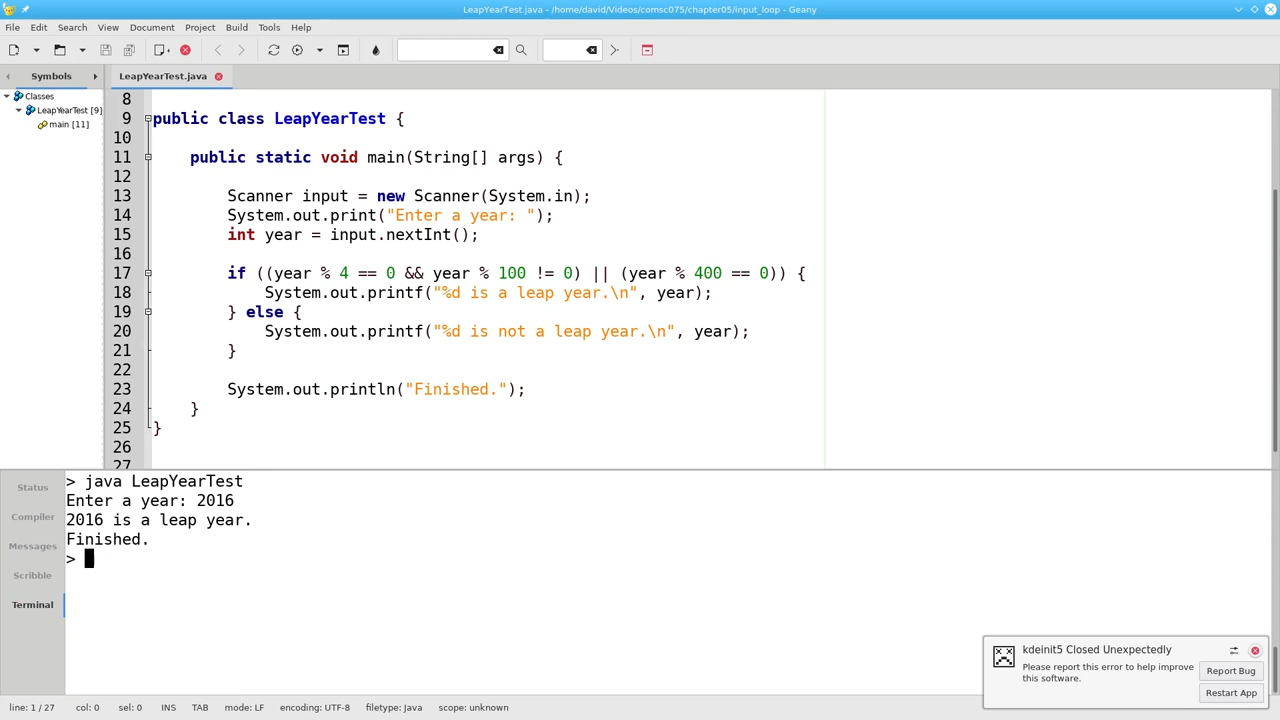 LeapYearTest.java - /home/david/Videos/comsc075/chapter05/input_loop - Geany
File Edit Search View Document Project Build Tools Help
Symbols
LeapYearTest.java
Classes
LeapYearTest [9]
main [11]
8
9 public class LeapYearTest {
10
11 public static void main(String[] args) {
12
13 Scanner input = new Scanner(System.in);
14 System.out.print("Enter a year: ");
15 int year = input.nextInt();
16
17 if ((year % 4 == 0 && year % 100 != 0) || (year % 400 == 0)) {
18 System.out.printf("%d is a leap year.\n", year);
19 } else {
20 System.out.printf("%d is not a leap year.\n", year);
21 }
22
23 System.out.println("Finished.");
24 }
25 }
26
27
Status
Compiler
Messages
Scribble
Terminal
> java LeapYearTest
Enter a year: 2016
2016 is a leap year.
Finished.
>
kdeinit5 Closed Unexpectedly
Please report this error to help improve
this software.
Report Bug
Restart App
line: 1 / 27 col: 0 sel: 0 INS TAB mode: LF encoding: UTF-8 filetype: Java scope: unknown